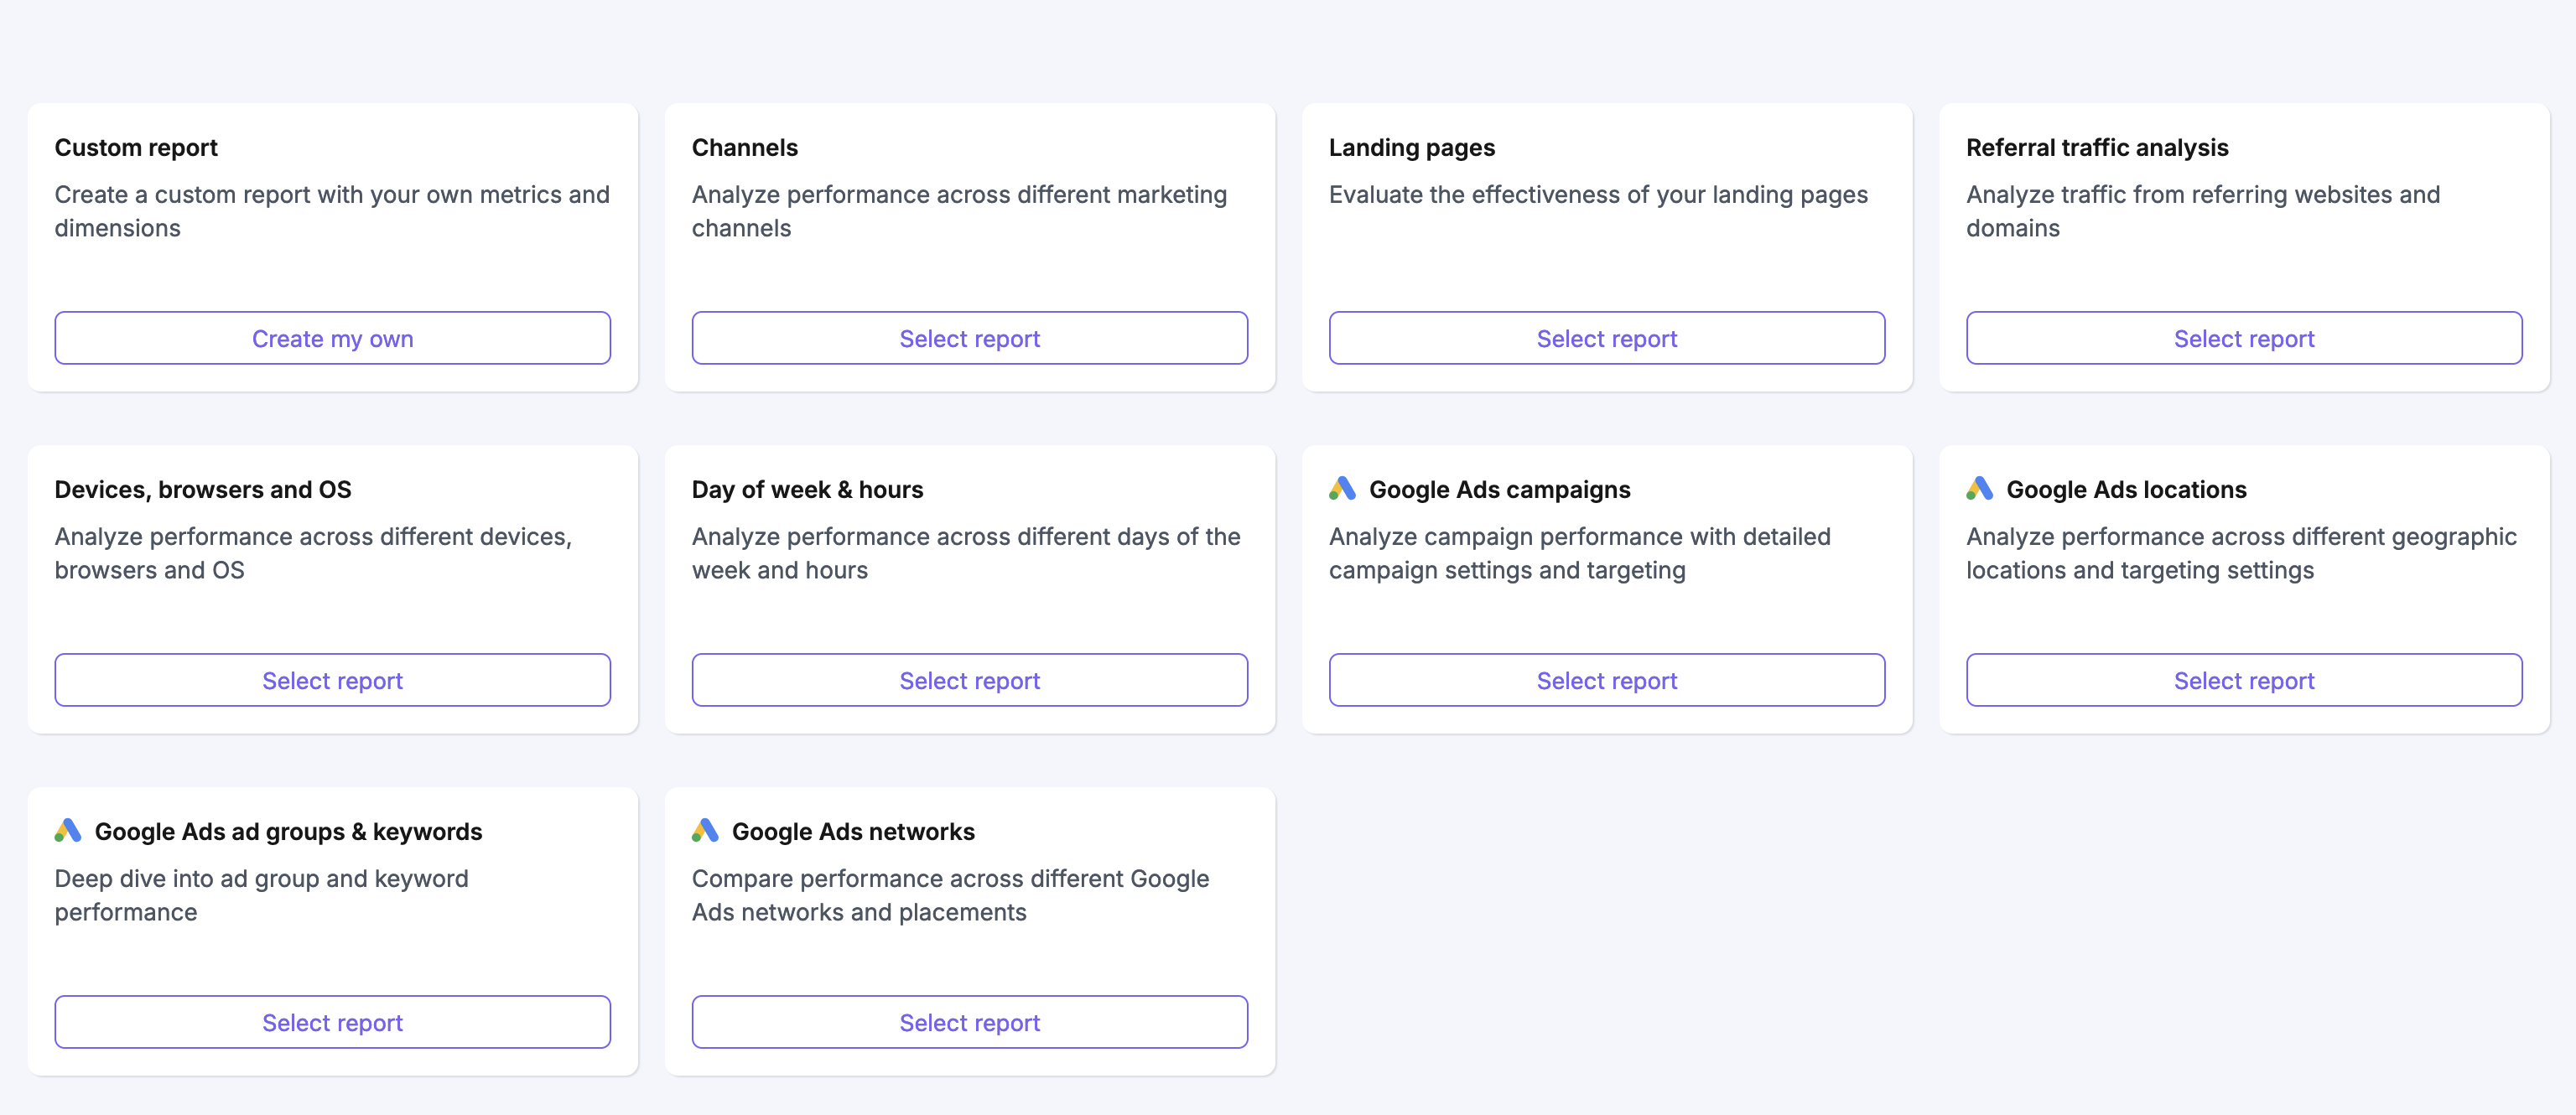 Custom report
Create a custom report with your own metrics and
dimensions
Create my own
Channels
Analyze performance across different marketing
channels
Select report
Landing pages
Evaluate the effectiveness of your landing pages
Select report
Referral traffic analysis
Analyze traffic from referring websites and
domains
Select report
Devices, browsers and OS
Analyze performance across different devices,
browsers and OS
Select report
Day of week & hours
Analyze performance across different days of the
week and hours
Select report
Google Ads campaigns
Analyze campaign performance with detailed
campaign settings and targeting
Select report
Google Ads locations
Analyze performance across different geographic
locations and targeting settings
Select report
Google Ads ad groups & keywords
Deep dive into ad group and keyword
performance
Select report
Google Ads networks
Compare performance across different Google
Ads networks and placements
Select report